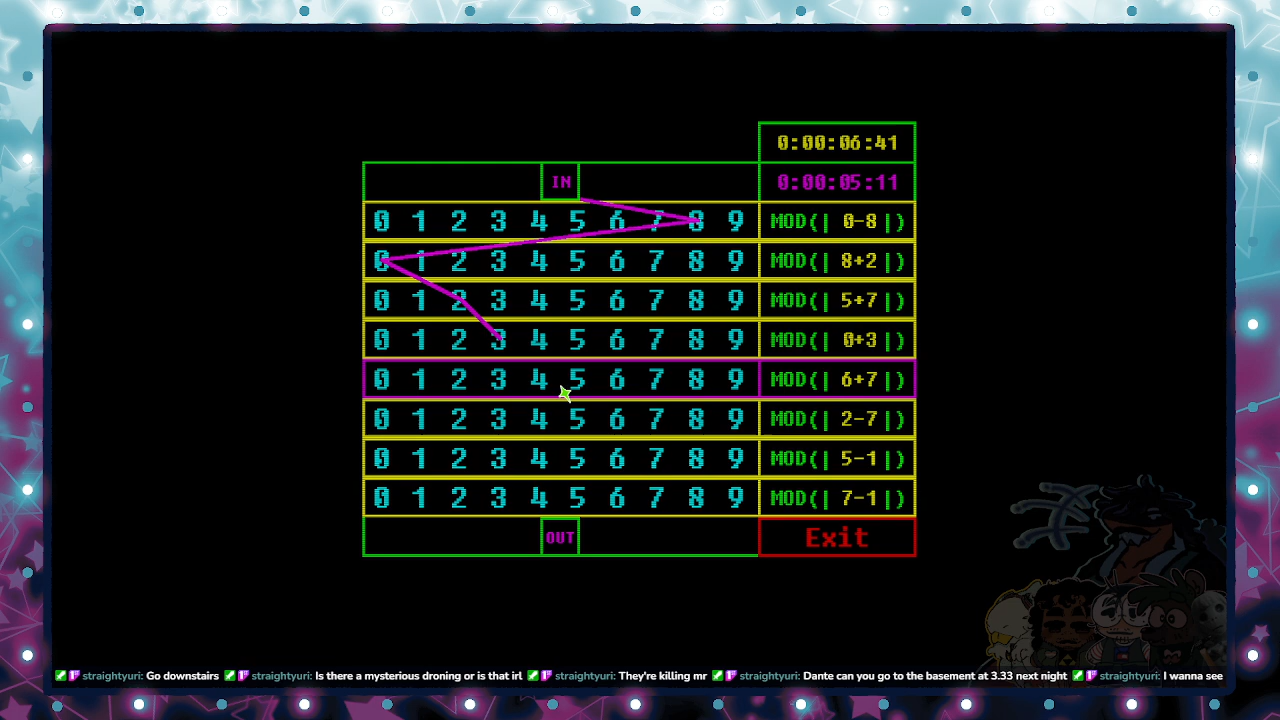 0:00:06:41
IN 0:00:05:11
0 1 2 3 4 5 6 7 8 9 MOD(| 0-8 |)
0 1 2 3 4 5 6 7 8 9 MOD(| 8+2 |)
0 1 2 3 4 5 6 7 8 9 MOD(| 5+7 |)
0 1 2 3 4 5 6 7 8 9 MOD(| 0+3 |)
0 1 2 3 4 5 6 7 8 9 MOD(| 6+7 |)
0 1 2 3 4 5 6 7 8 9 MOD(| 2-7 |)
0 1 2 3 4 5 6 7 8 9 MOD(| 5-1 |)
0 1 2 3 4 5 6 7 8 9 MOD(| 7-1 |)
OUT Exit
straightyuri: Go downstairs straightyuri: Is there a mysterious droning or is that irl straightyuri: They're killing mr straightyuri: Dante can you go to the basement at 3.33 next night straightyuri: I wanna see